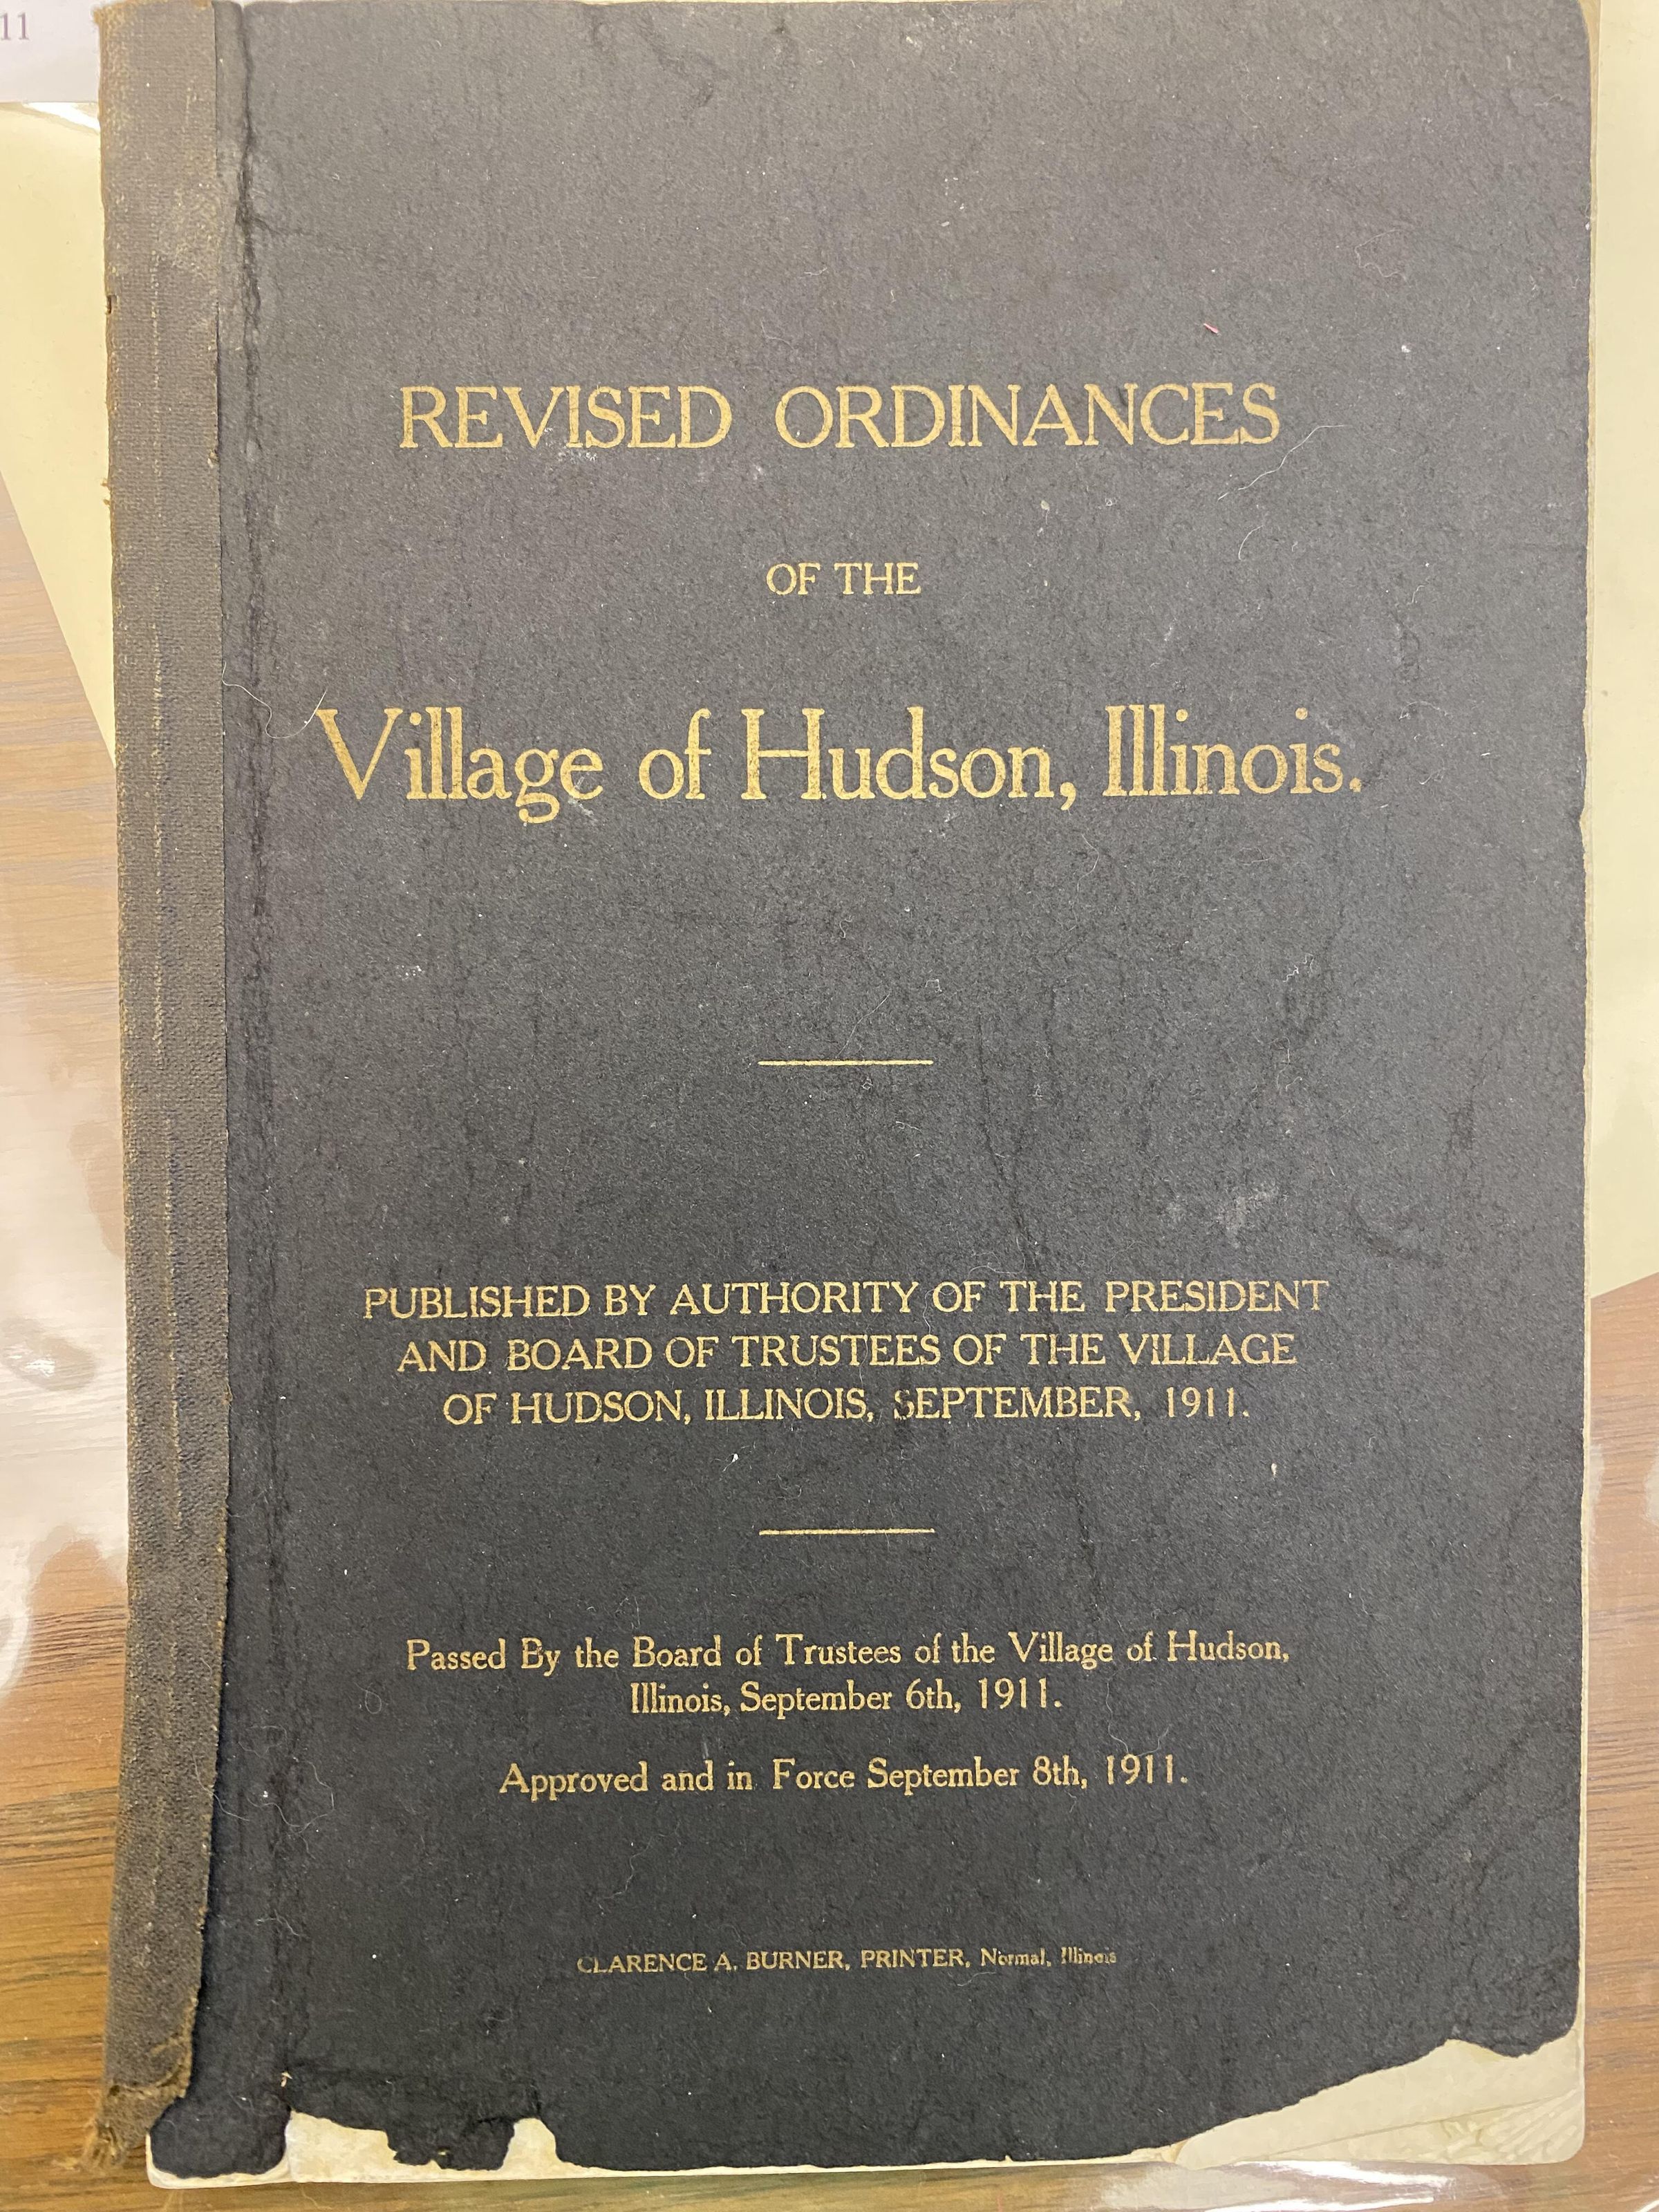 11
REVISED ORDINANCES
OF THE
Village of Hudson, Illinois.
PUBLISHED BY AUTHORITY OF THE PRESIDENT
AND BOARD OF TRUSTEES OF THE VILLAGE
OF HUDSON, ILLINOIS, SEPTEMBER, 1911.
Passed By the Board of Trustees of the Village of Hudson,
Illinois, September 6th, 1911.
Approved and in Force September 8th, 1911.
CLARENCE A. BURNER, PRINTER, Normal, Illinois